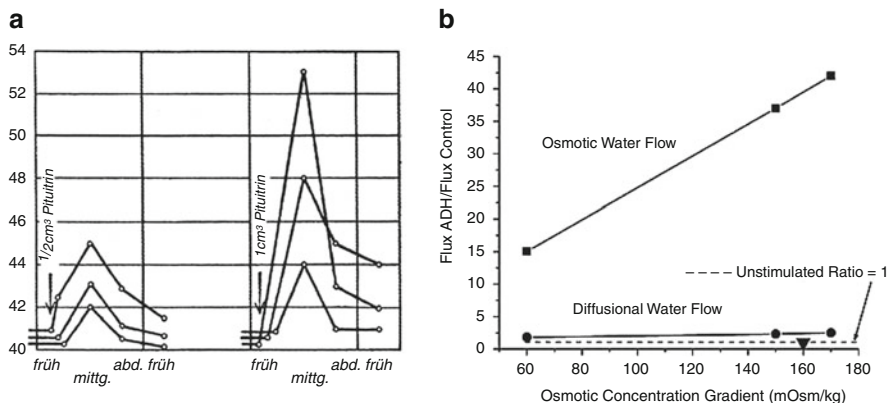 a
54
52
50
48
46
44
42
40
1/2cm³ Pituitrin
1cm³ Pituitrin
früh
mittg.
abd. früh
früh
mittg.
abd. früh
b
45
40
35
30
25
20
15
10
5
0
Flux ADH/Flux Control
Osmotic Water Flow
Unstimulated Ratio = 1
Diffusional Water Flow
60 80 100 120 140 160 180
Osmotic Concentration Gradient (mOsm/kg)